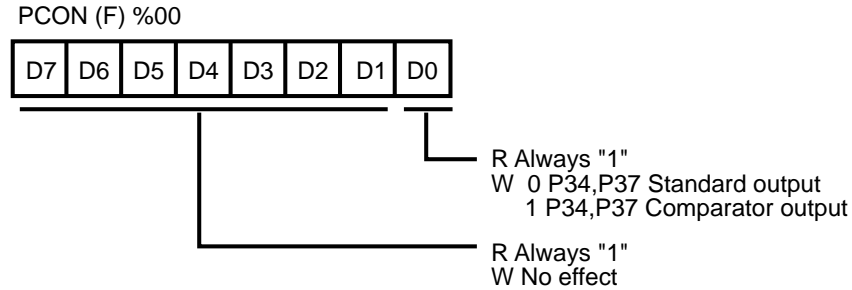 PCON (F) %00
D7 D6 D5 D4 D3 D2 D1 D0
R Always "1"
W 0 P34,P37 Standard output
1 P34,P37 Comparator output
R Always "1"
W No effect